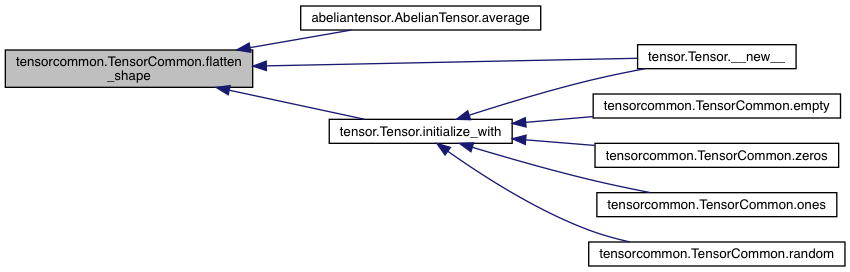 abeliantensor.AbelianTensor.average
tensorcommon.TensorCommon.flatten
_shape
tensor.Tensor.__new__
tensorcommon.TensorCommon.empty
tensor.Tensor.initialize_with
tensorcommon.TensorCommon.zeros
tensorcommon.TensorCommon.ones
tensorcommon.TensorCommon.random